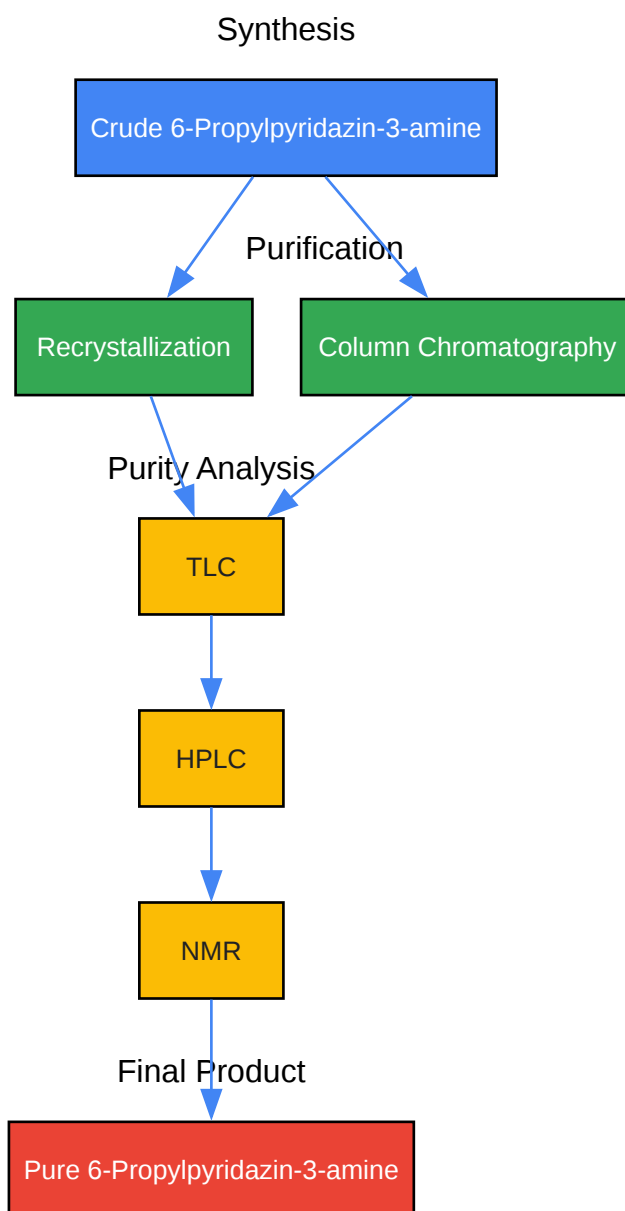 Synthesis
Crude 6-Propylpyridazin-3-amine
Purification
Recrystallization
Column Chromatography
Purity Analysis
TLC
HPLC
NMR
Final Product
Pure 6-Propylpyridazin-3-amine